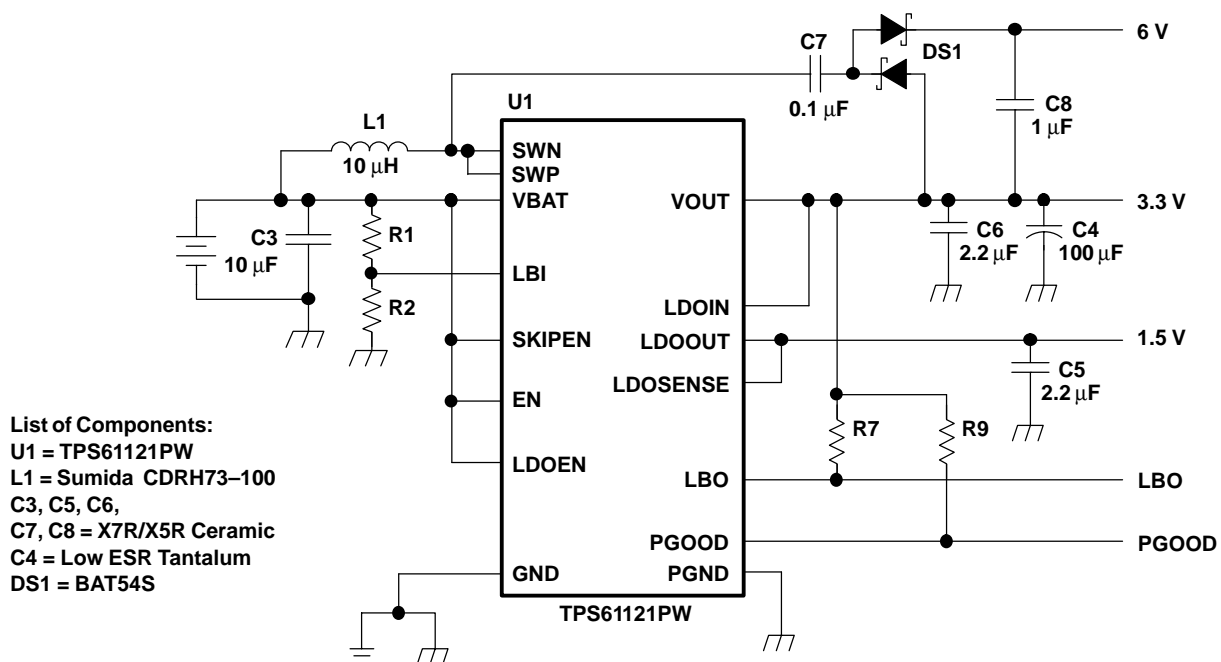 6 V
C7
DS1
0.1 μF
U1
C8
1 μF
L1
10 μH
SWN
SWP
VBAT
VOUT
3.3 V
C3
10 μF
R1
C6
2.2 μF
C4
100 μF
LBI
R2
LDOIN
SKIPEN
LDOOUT
1.5 V
LDOSENSE
C5
2.2 μF
EN
R7
R9
LDOEN
LBO
LBO
PGOOD
PGOOD
GND
PGND
TPS61121PW
List of Components:
U1 = TPS61121PW
L1 = Sumida CDRH73–100
C3, C5, C6,
C7, C8 = X7R/X5R Ceramic
C4 = Low ESR Tantalum
DS1 = BAT54S